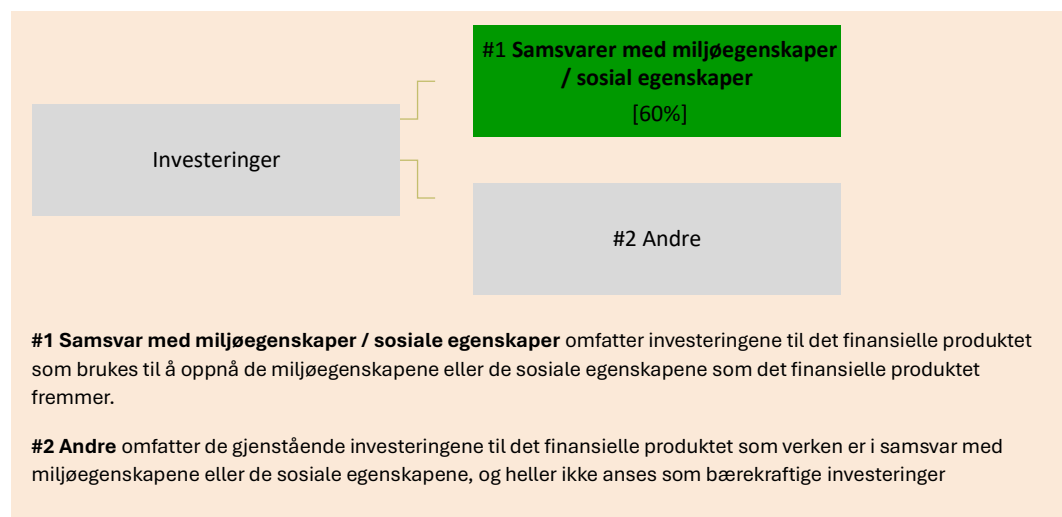 #1 Samsvarer med miljøegenskaper
/ sosial egenskaper
[60%]
Investeringer
#2 Andre
#1 Samsvar med miljøegenskaper / sosiale egenskaper omfatter investeringene til det finansielle produktet
som brukes til å oppnå de miljøegenskapene eller de sosiale egenskapene som det finansielle produktet
fremmer.
#2 Andre omfatter de gjenstående investeringene til det finansielle produktet som verken er i samsvar med
miljøegenskapene eller de sosiale egenskapene, og heller ikke anses som bærekraftige investeringer